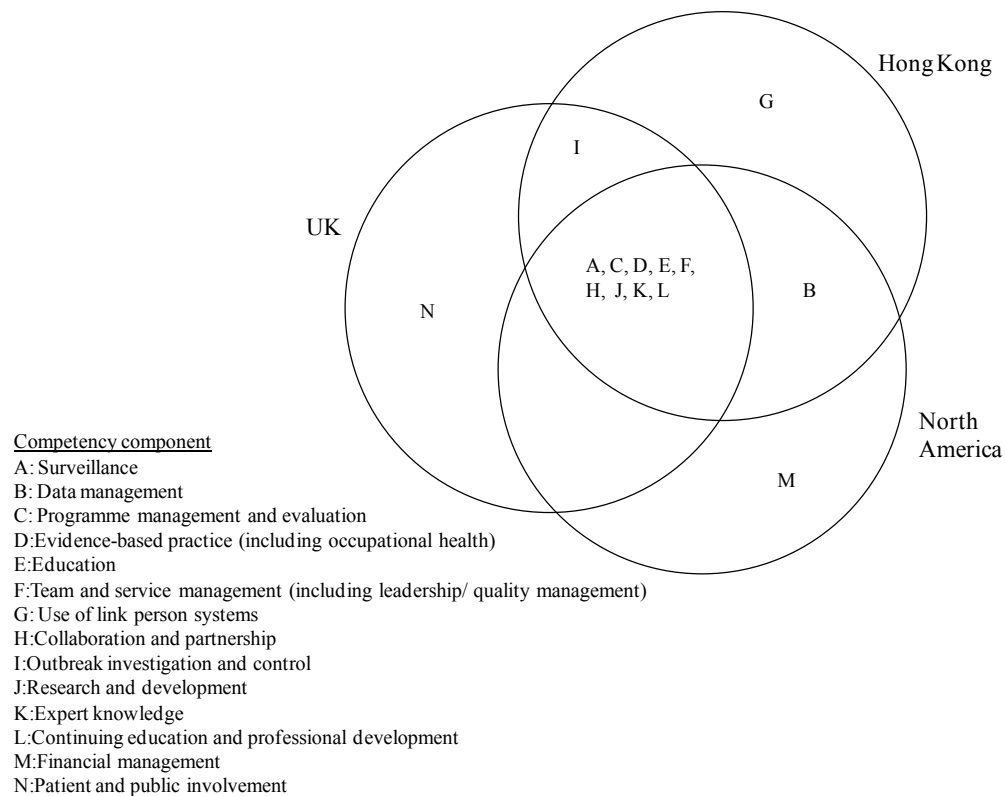 Hong Kong
G
I
UK
A, C, D, E, F,
H, J, K, L
B
N
North
America
M
Competency component
A: Surveillance
B: Data management
C: Programme management and evaluation
D:Evidence-based practice (including occupational health)
E:Education
F:Team and service management (including leadership/ quality management)
G: Use of link person systems
H:Collaboration and partnership
I:Outbreak investigation and control
J:Research and development
K:Expert knowledge
L:Continuing education and professional development
M:Financial management
N:Patient and public involvement